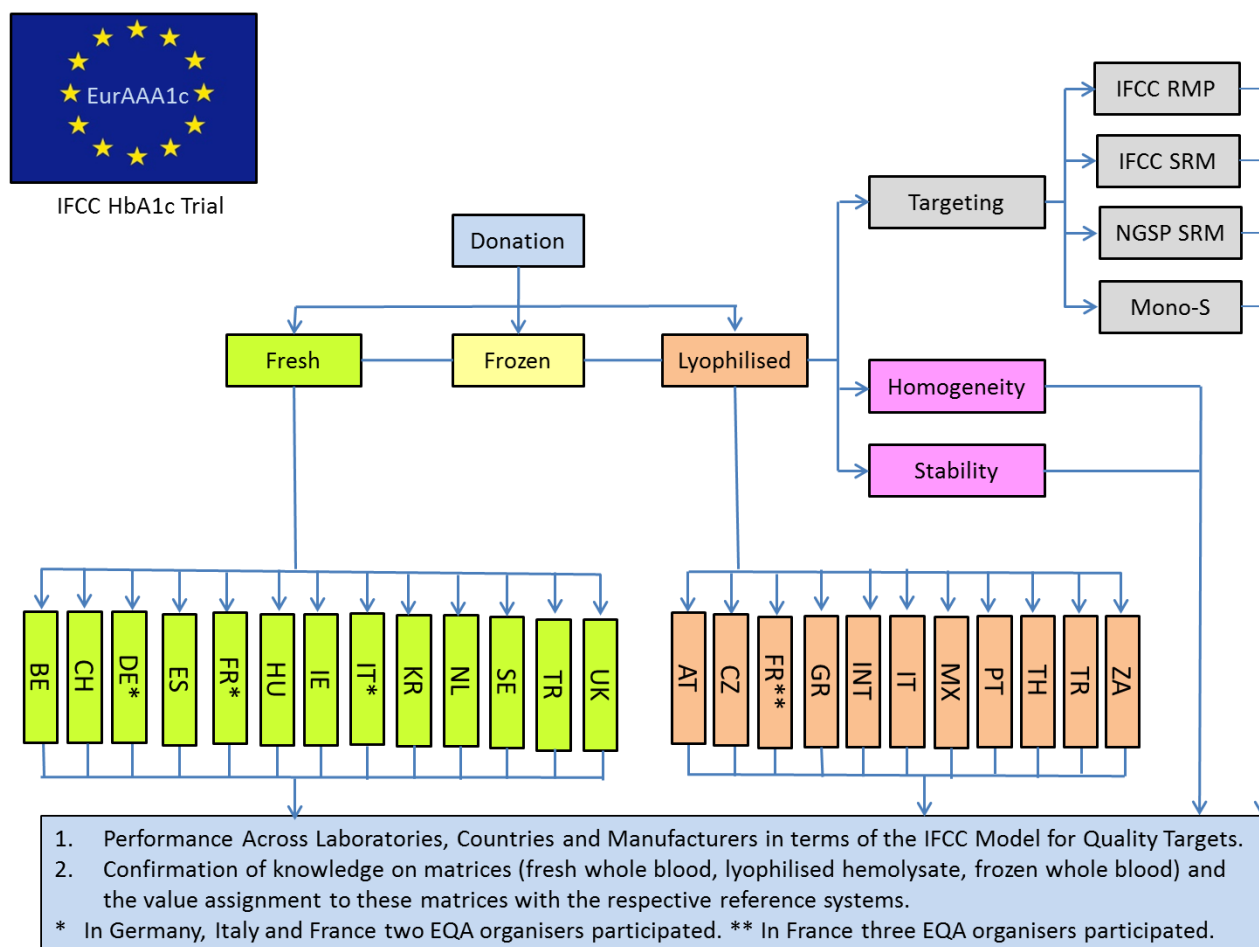 EurAAA1c
IFCC HbA1c Trial
Donation
Fresh
Frozen
Lyophilised
Targeting
IFCC RMP
IFCC SRM
NGSP SRM
Mono-S
Homogeneity
Stability
BE
CH
DE*
ES
FR*
HU
IE
IT*
KR
NL
SE
TR
UK
AT
CZ
FR**
GR
INT
IT
MX
PT
TH
TR
ZA
1. Performance Across Laboratories, Countries and Manufacturers in terms of the IFCC Model for Quality Targets.
2. Confirmation of knowledge on matrices (fresh whole blood, lyophilised hemolysate, frozen whole blood) and
the value assignment to these matrices with the respective reference systems.
* In Germany, Italy and France two EQA organisers participated. ** In France three EQA organisers participated.